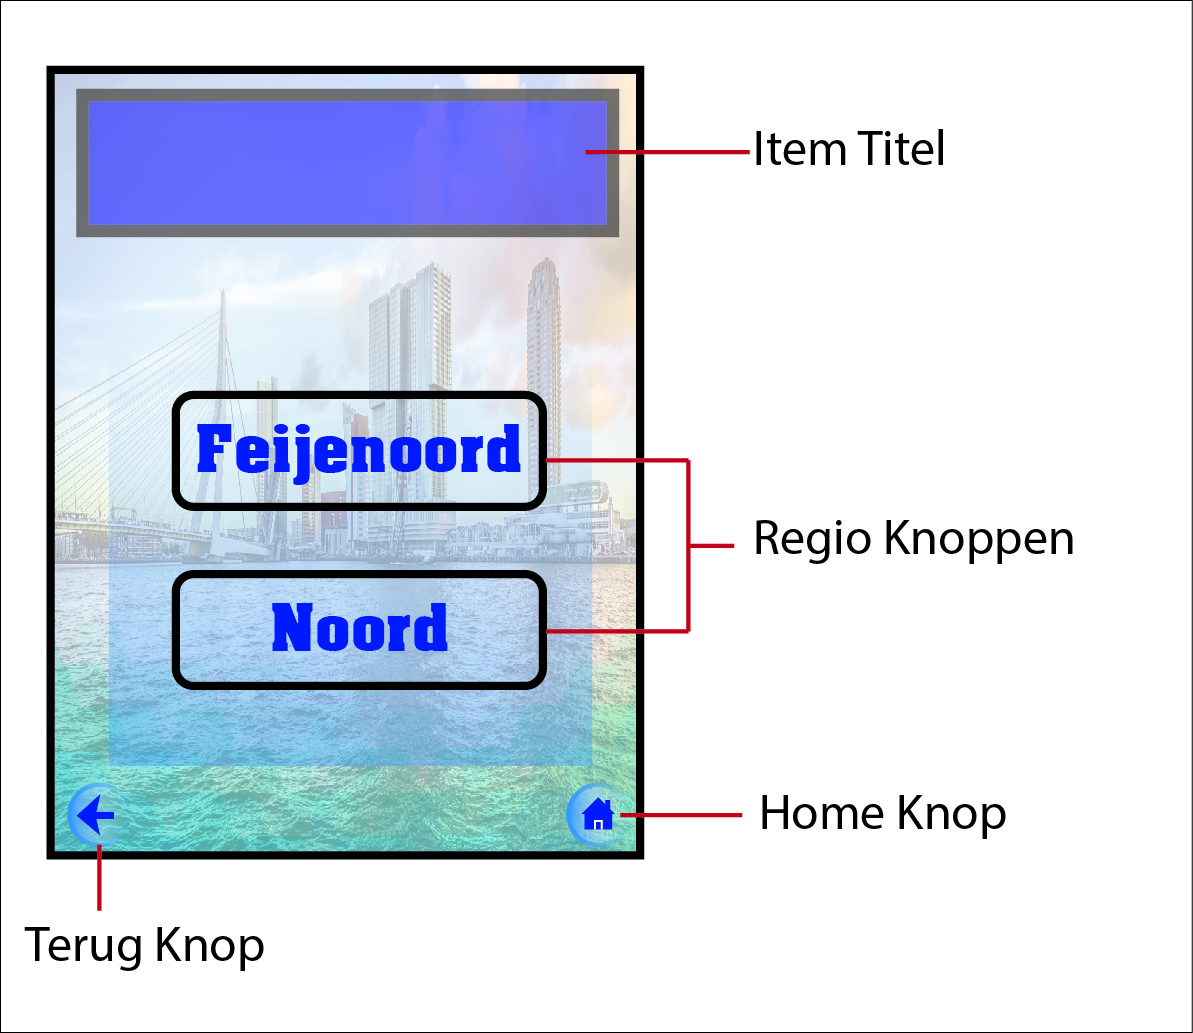 Item Titel
Feijenoord
Regio Knoppen
Noord
Home Knop
Terug Knop